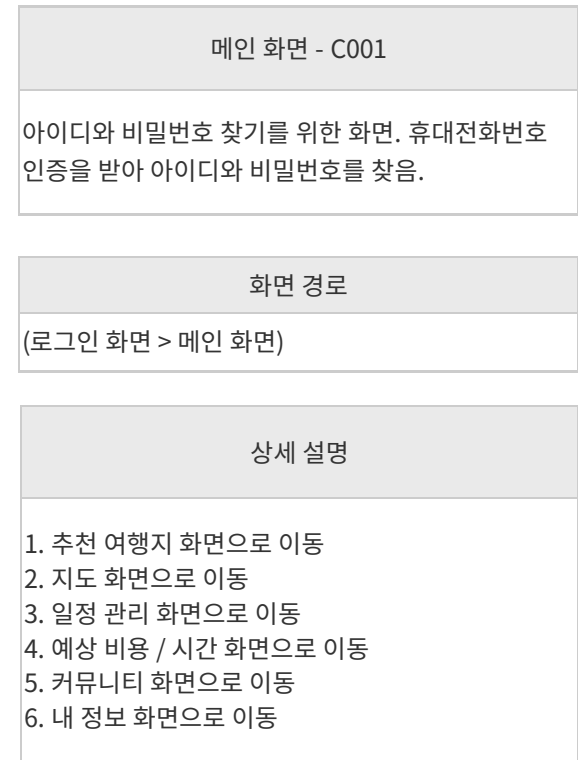 메인 화면 - C001
아이디와 비밀번호 찾기를 위한 화면. 휴대전화번호
인증을 받아 아이디와 비밀번호를 찾음.
화면 경로
(로그인 화면 > 메인 화면)
상세 설명
1. 추천 여행지 화면으로 이동
2. 지도 화면으로 이동
3. 일정 관리 화면으로 이동
4. 예상 비용 / 시간 화면으로 이동
5. 커뮤니티 화면으로 이동
6. 내 정보 화면으로 이동